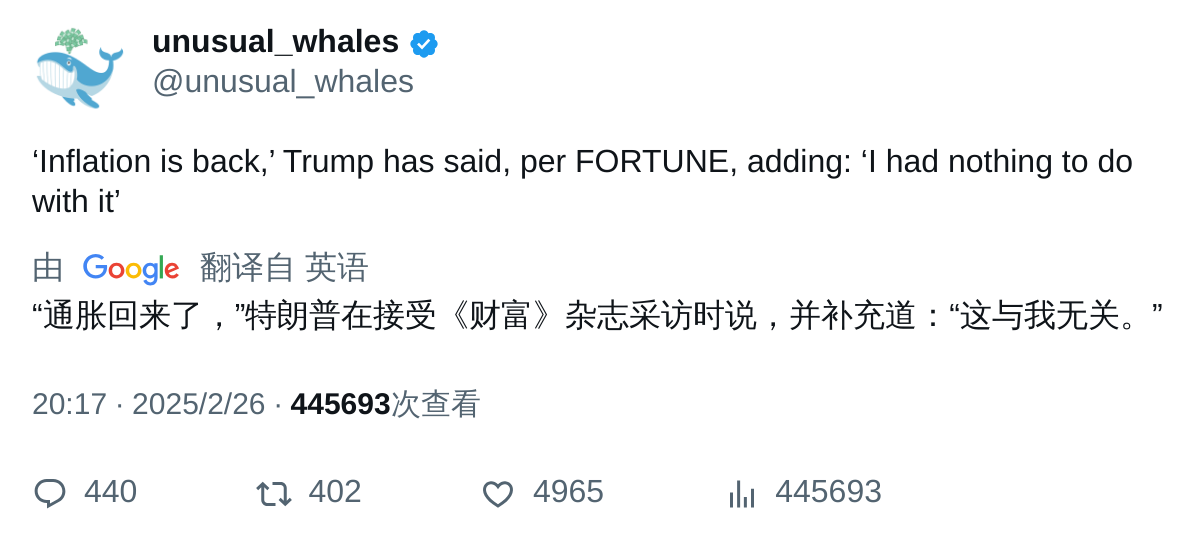 unusual_whales
@unusual_whales
‘Inflation is back,’ Trump has said, per FORTUNE, adding: ‘I had nothing to do
with it’
由 Google 翻译自 英语
“通胀回来了，”特朗普在接受《财富》杂志采访时说，并补充道：“这与我无关。”
20:17 · 2025/2/26 · 445693次查看
440 402 4965 445693